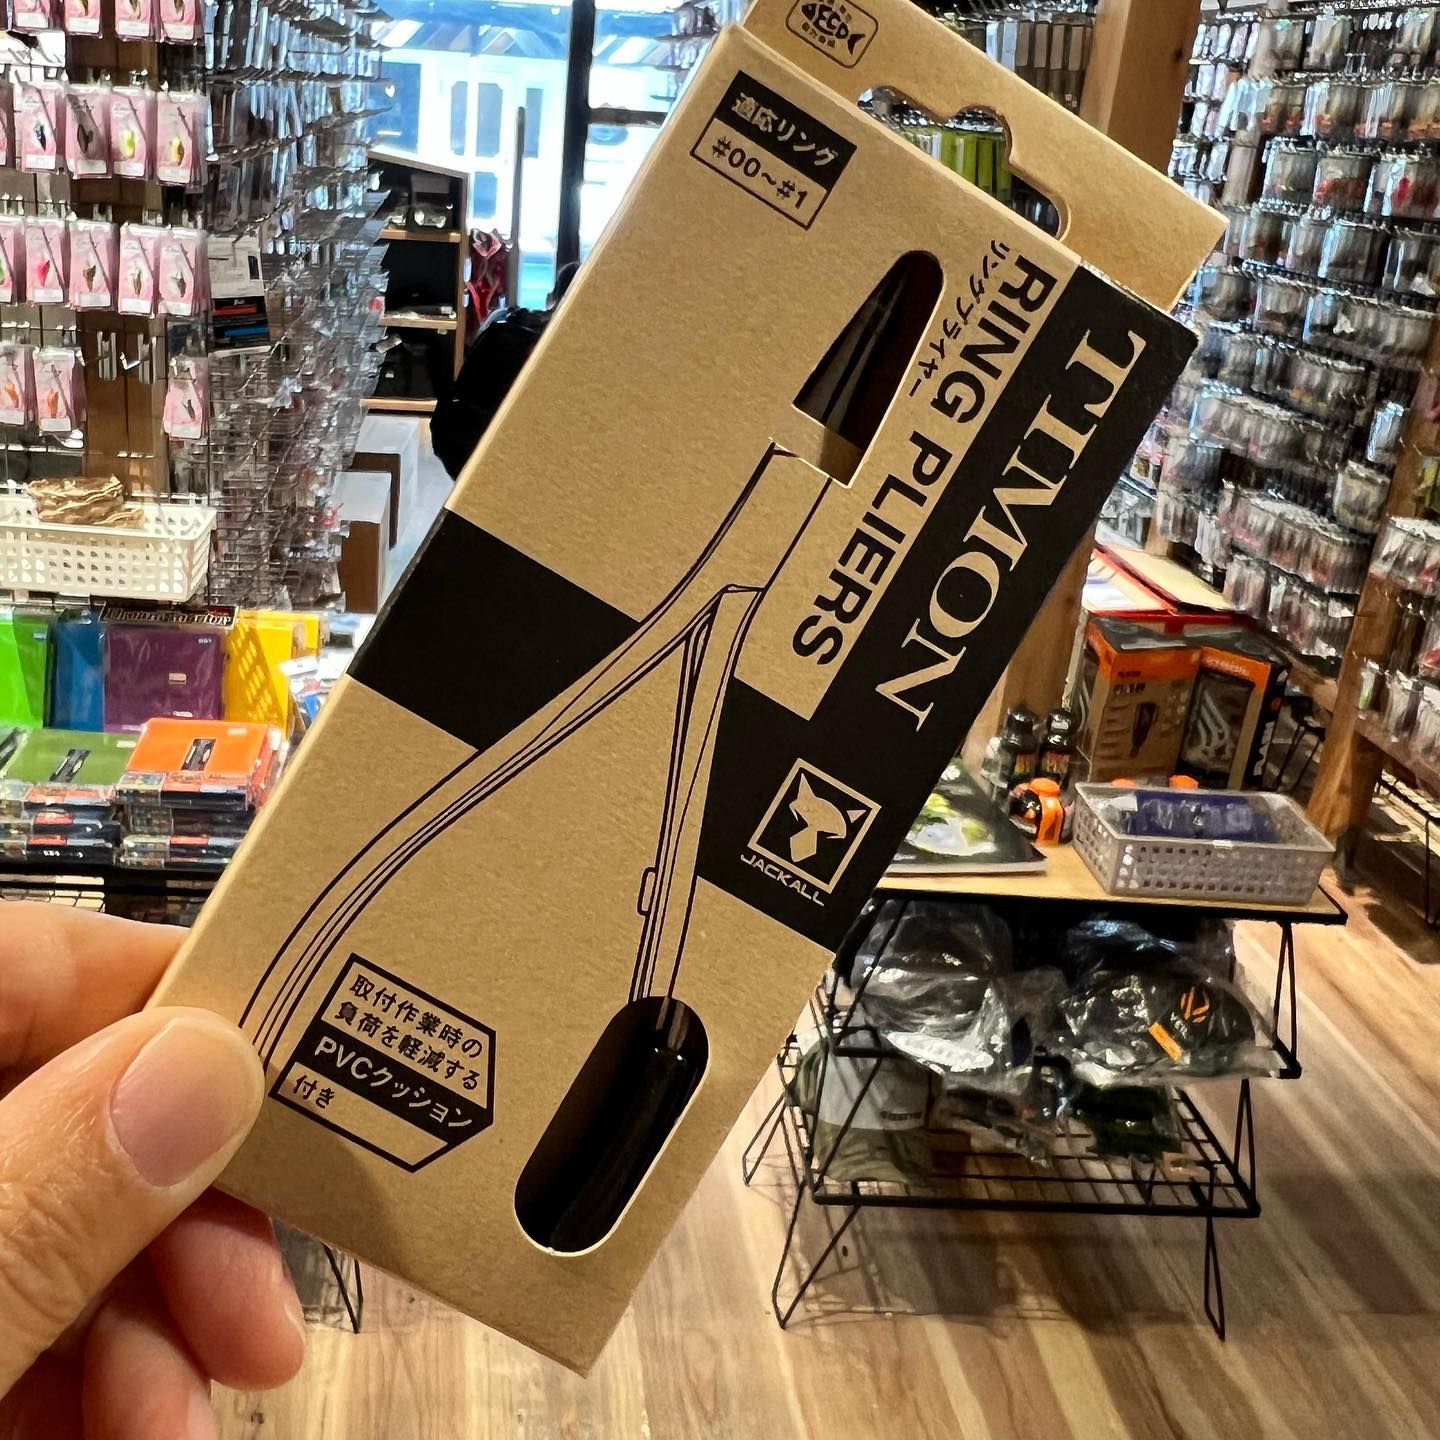 適応リング
#00~#1
RING PLIERS
リングプライヤー
TIMON
JACKALL
取付作業時の
負荷を軽減する
PVCクッション
付き